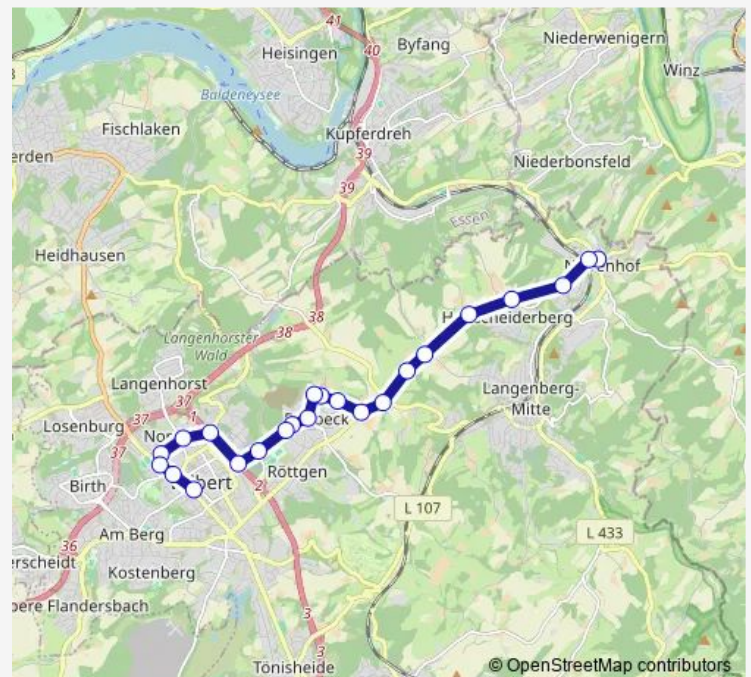 41
40
Heisingen
Byfang
Niederwenigern
Winz
Baldeneysee
Fischlaken
Kupferdreh
39
erden
Niederbonsfeld
39
Essen
Heidhausen
38
38
Langenhorster
Wald
Langenhorst
37
37
1
Losenburg
37
Langenberg-
Mitte
Röttgen
2
Birth
L 107
Am Berg
L 433
36
erscheidt
Kostenberg
bere Flandersbach
3
3
Tönisheide
© OpenStreetMap contributors